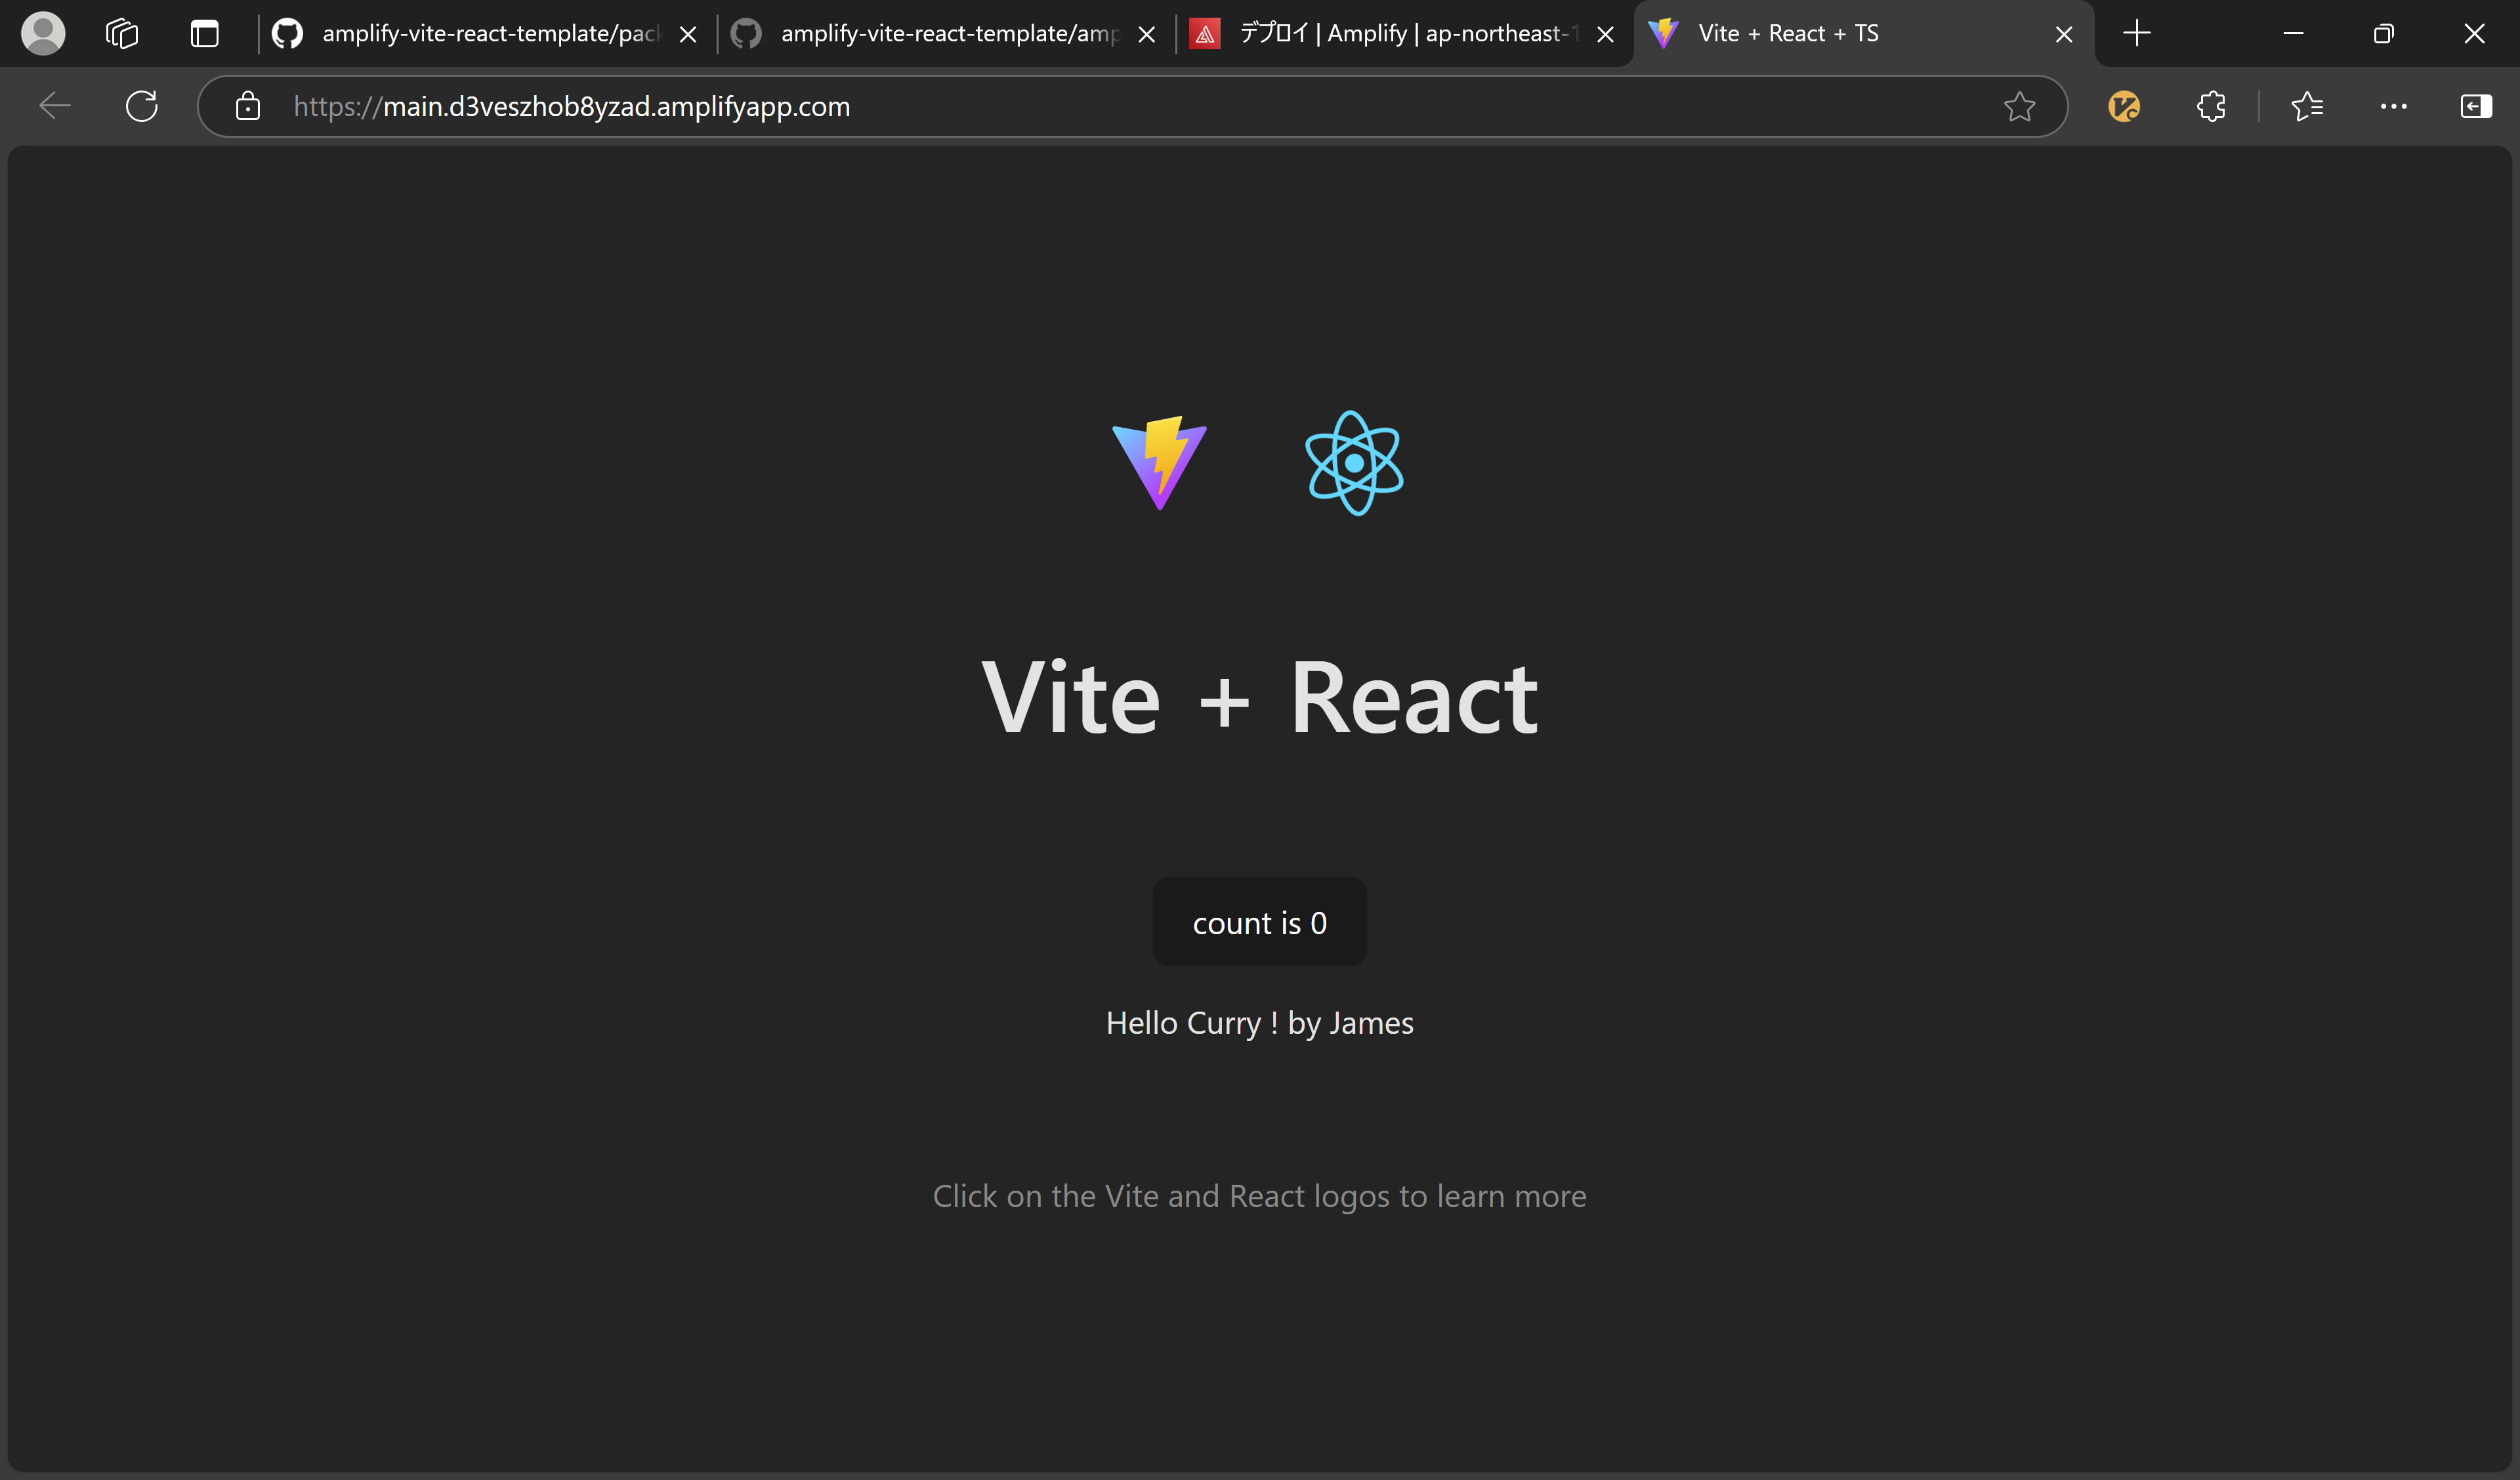 amplify-vite-react-template/pack
amplify-vite-react-template/amp
デプロイ | Amplify | ap-northeast-1
Vite + React + TS
https://main.d3veszhob8yzad.amplifyapp.com
Vite + React
count is 0
Hello Curry ! by James
Click on the Vite and React logos to learn more